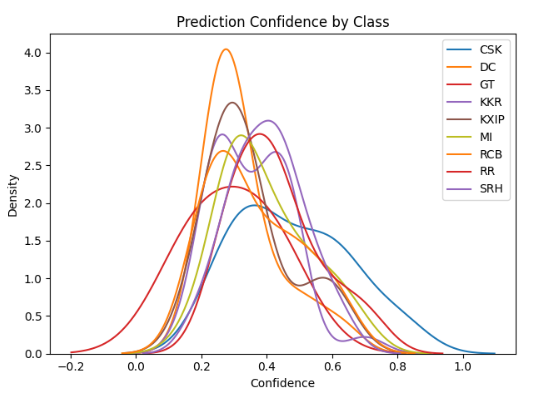 Prediction Confidence by Class
Density
4.0
3.5
3.0
2.5
2.0
1.5
1.0
0.5
0.0
CSK
DC
GT
KKR
KXIP
MI
RCB
RR
SRH
−0.2 0.0 0.2 0.4 0.6 0.8 1.0
Confidence